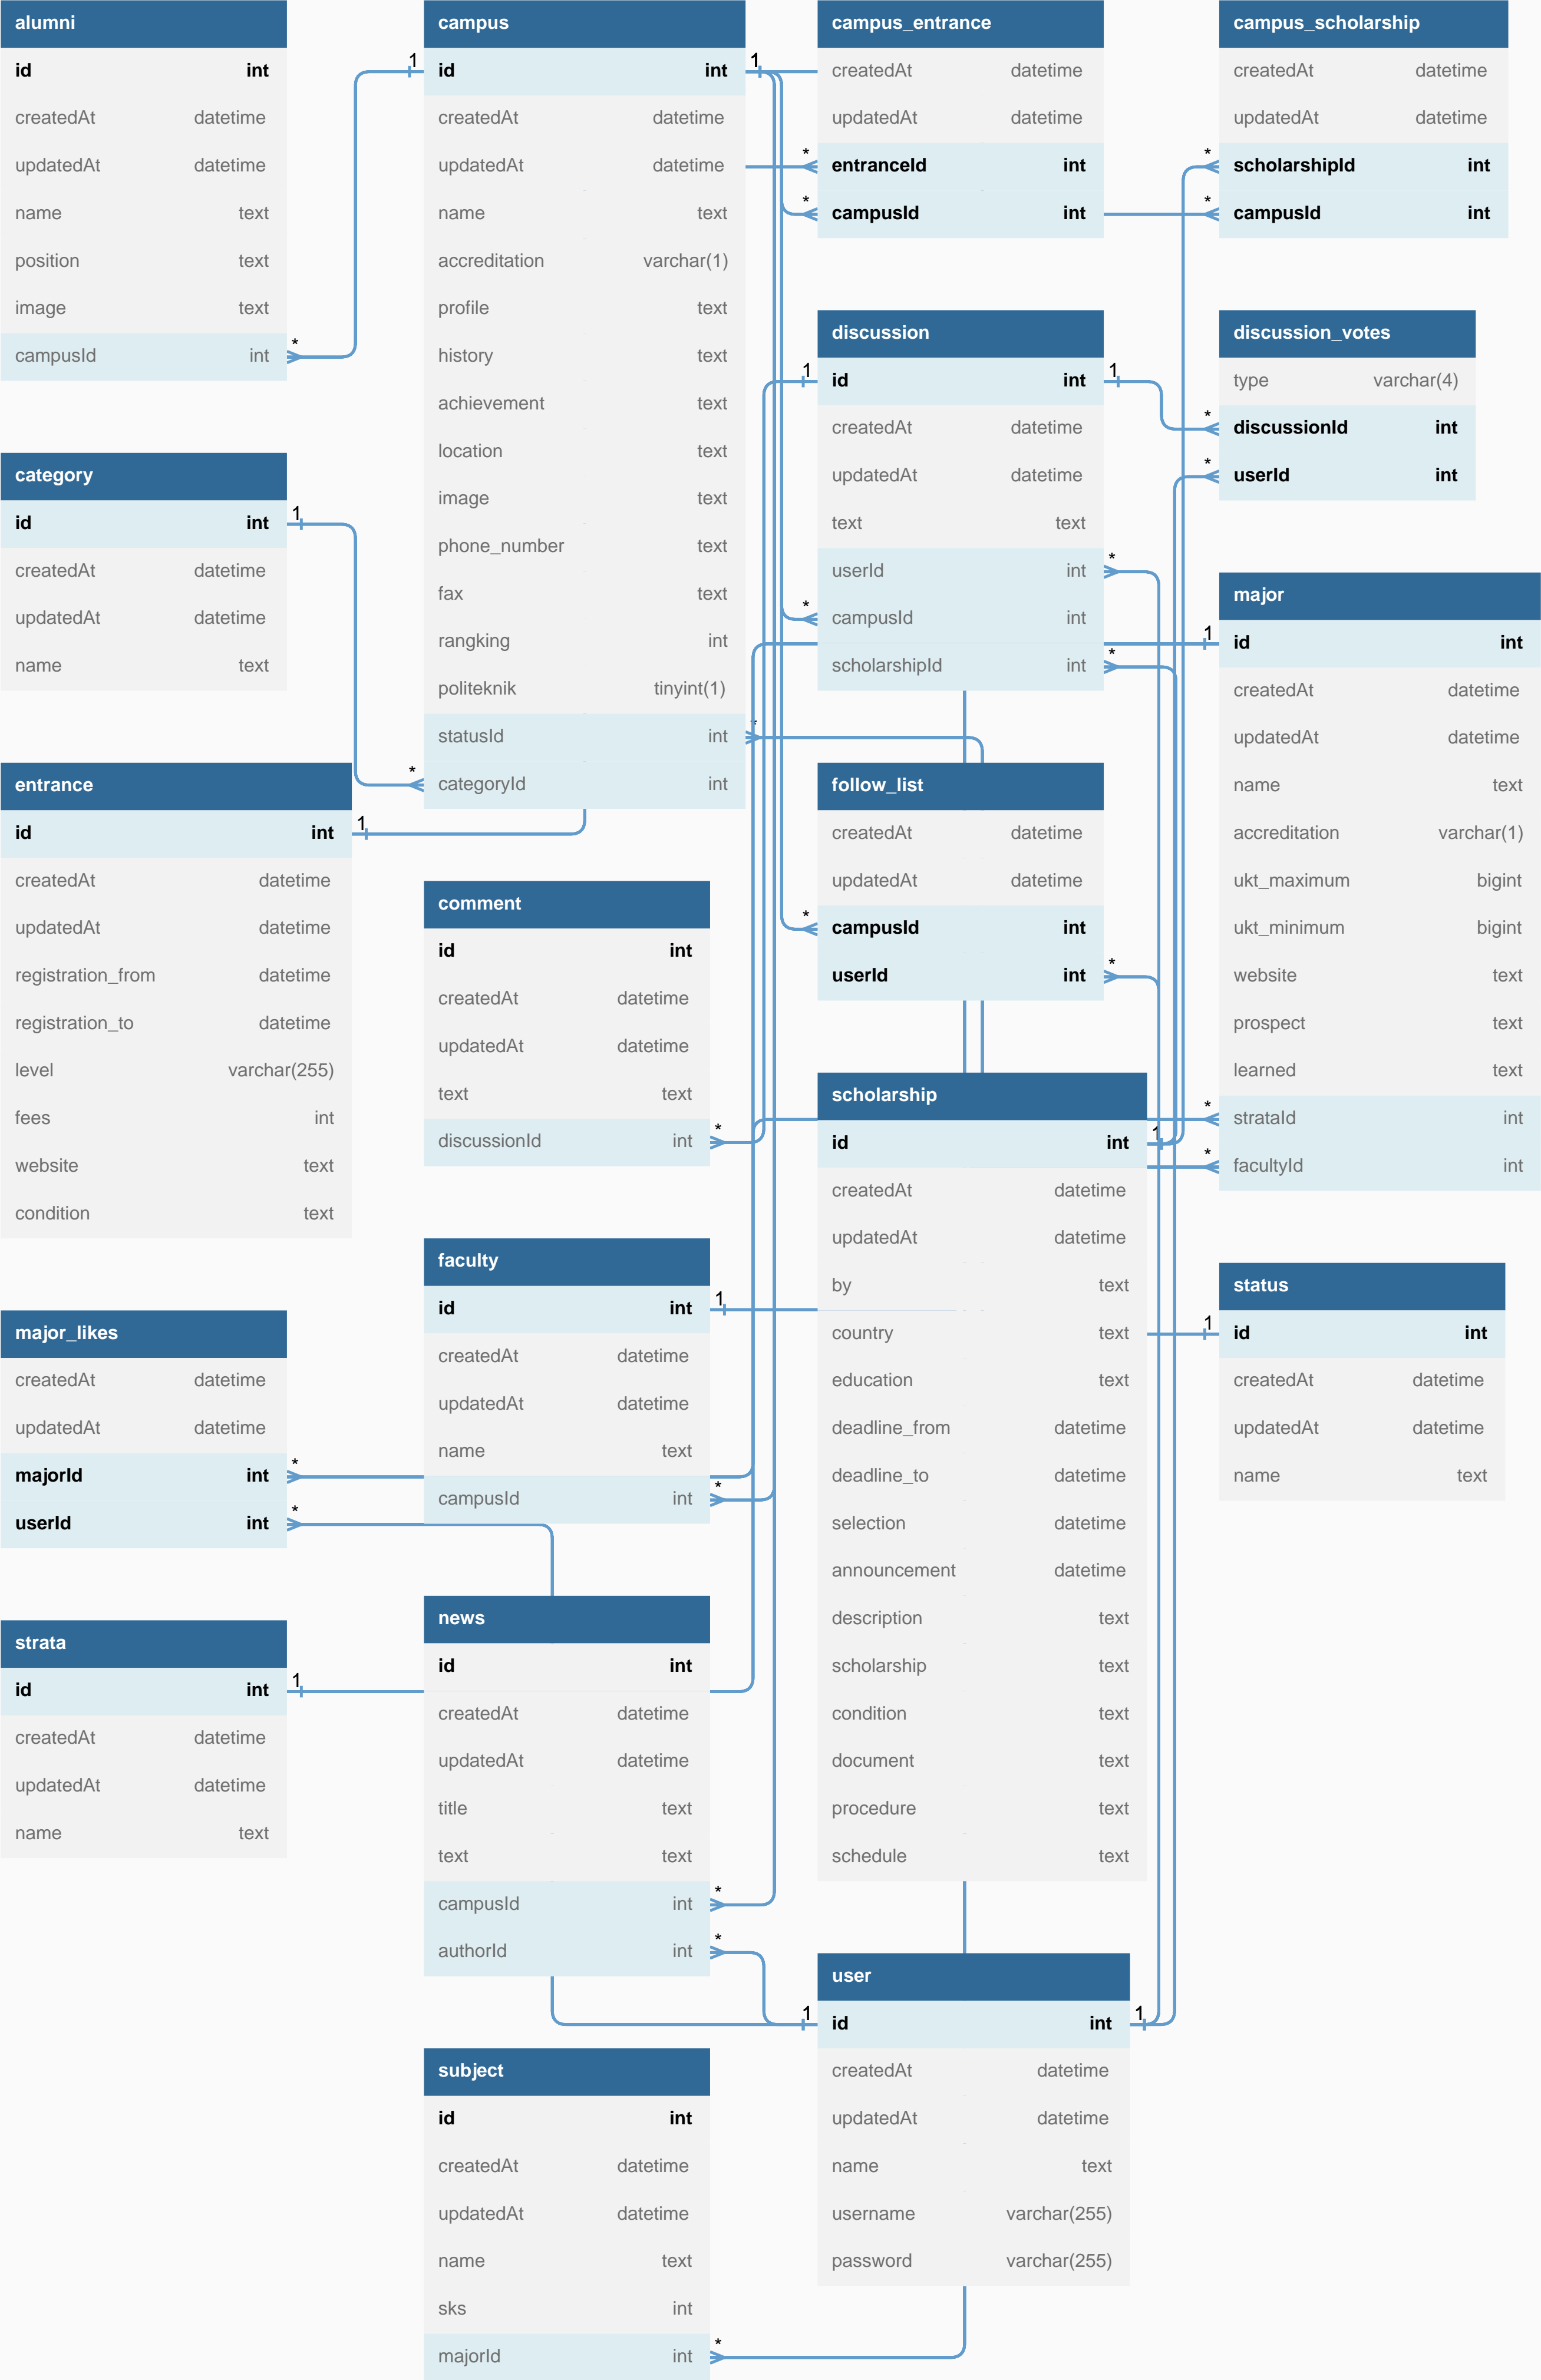 alumni
id int
createdAt datetime
updatedAt datetime
name text
position text
image text
campusId int
category
id int
createdAt datetime
updatedAt datetime
name text
entrance
id int
createdAt datetime
updatedAt datetime
registration_from datetime
registration_to datetime
level varchar(255)
fees int
website text
condition text
major_likes
createdAt datetime
updatedAt datetime
majorId int
userId int
strata
id int
createdAt datetime
updatedAt datetime
name text
campus
id int
createdAt datetime
updatedAt datetime
name text
accreditation varchar(1)
profile text
history text
achievement text
location text
image text
phone_number text
fax text
rangking int
politeknik tinyint(1)
statusId int
categoryId int
comment
id int
createdAt datetime
updatedAt datetime
text text
discussionId int
faculty
id int
createdAt datetime
updatedAt datetime
name text
campusId int
news
id int
createdAt datetime
updatedAt datetime
title text
text text
campusId int
authorId int
subject
id int
createdAt datetime
updatedAt datetime
name text
sks int
majorId int
campus_entrance
createdAt datetime
updatedAt datetime
entranceId int
campusId int
discussion
id int
createdAt datetime
updatedAt datetime
text text
userId int
campusId int
scholarshipId int
follow_list
createdAt datetime
updatedAt datetime
campusId int
userId int
scholarship
id int
createdAt datetime
updatedAt datetime
by text
country text
education text
deadline_from datetime
deadline_to datetime
selection datetime
announcement datetime
description text
scholarship text
condition text
document text
procedure text
schedule text
user
id int
createdAt datetime
updatedAt datetime
name text
username varchar(255)
password varchar(255)
campus_scholarship
createdAt datetime
updatedAt datetime
scholarshipId int
campusId int
discussion_votes
type varchar(4)
discussionId int
userId int
major
id int
createdAt datetime
updatedAt datetime
name text
accreditation varchar(1)
ukt_maximum bigint
ukt_minimum bigint
website text
prospect text
learned text
strataId int
facultyId int
status
id int
createdAt datetime
updatedAt datetime
name text